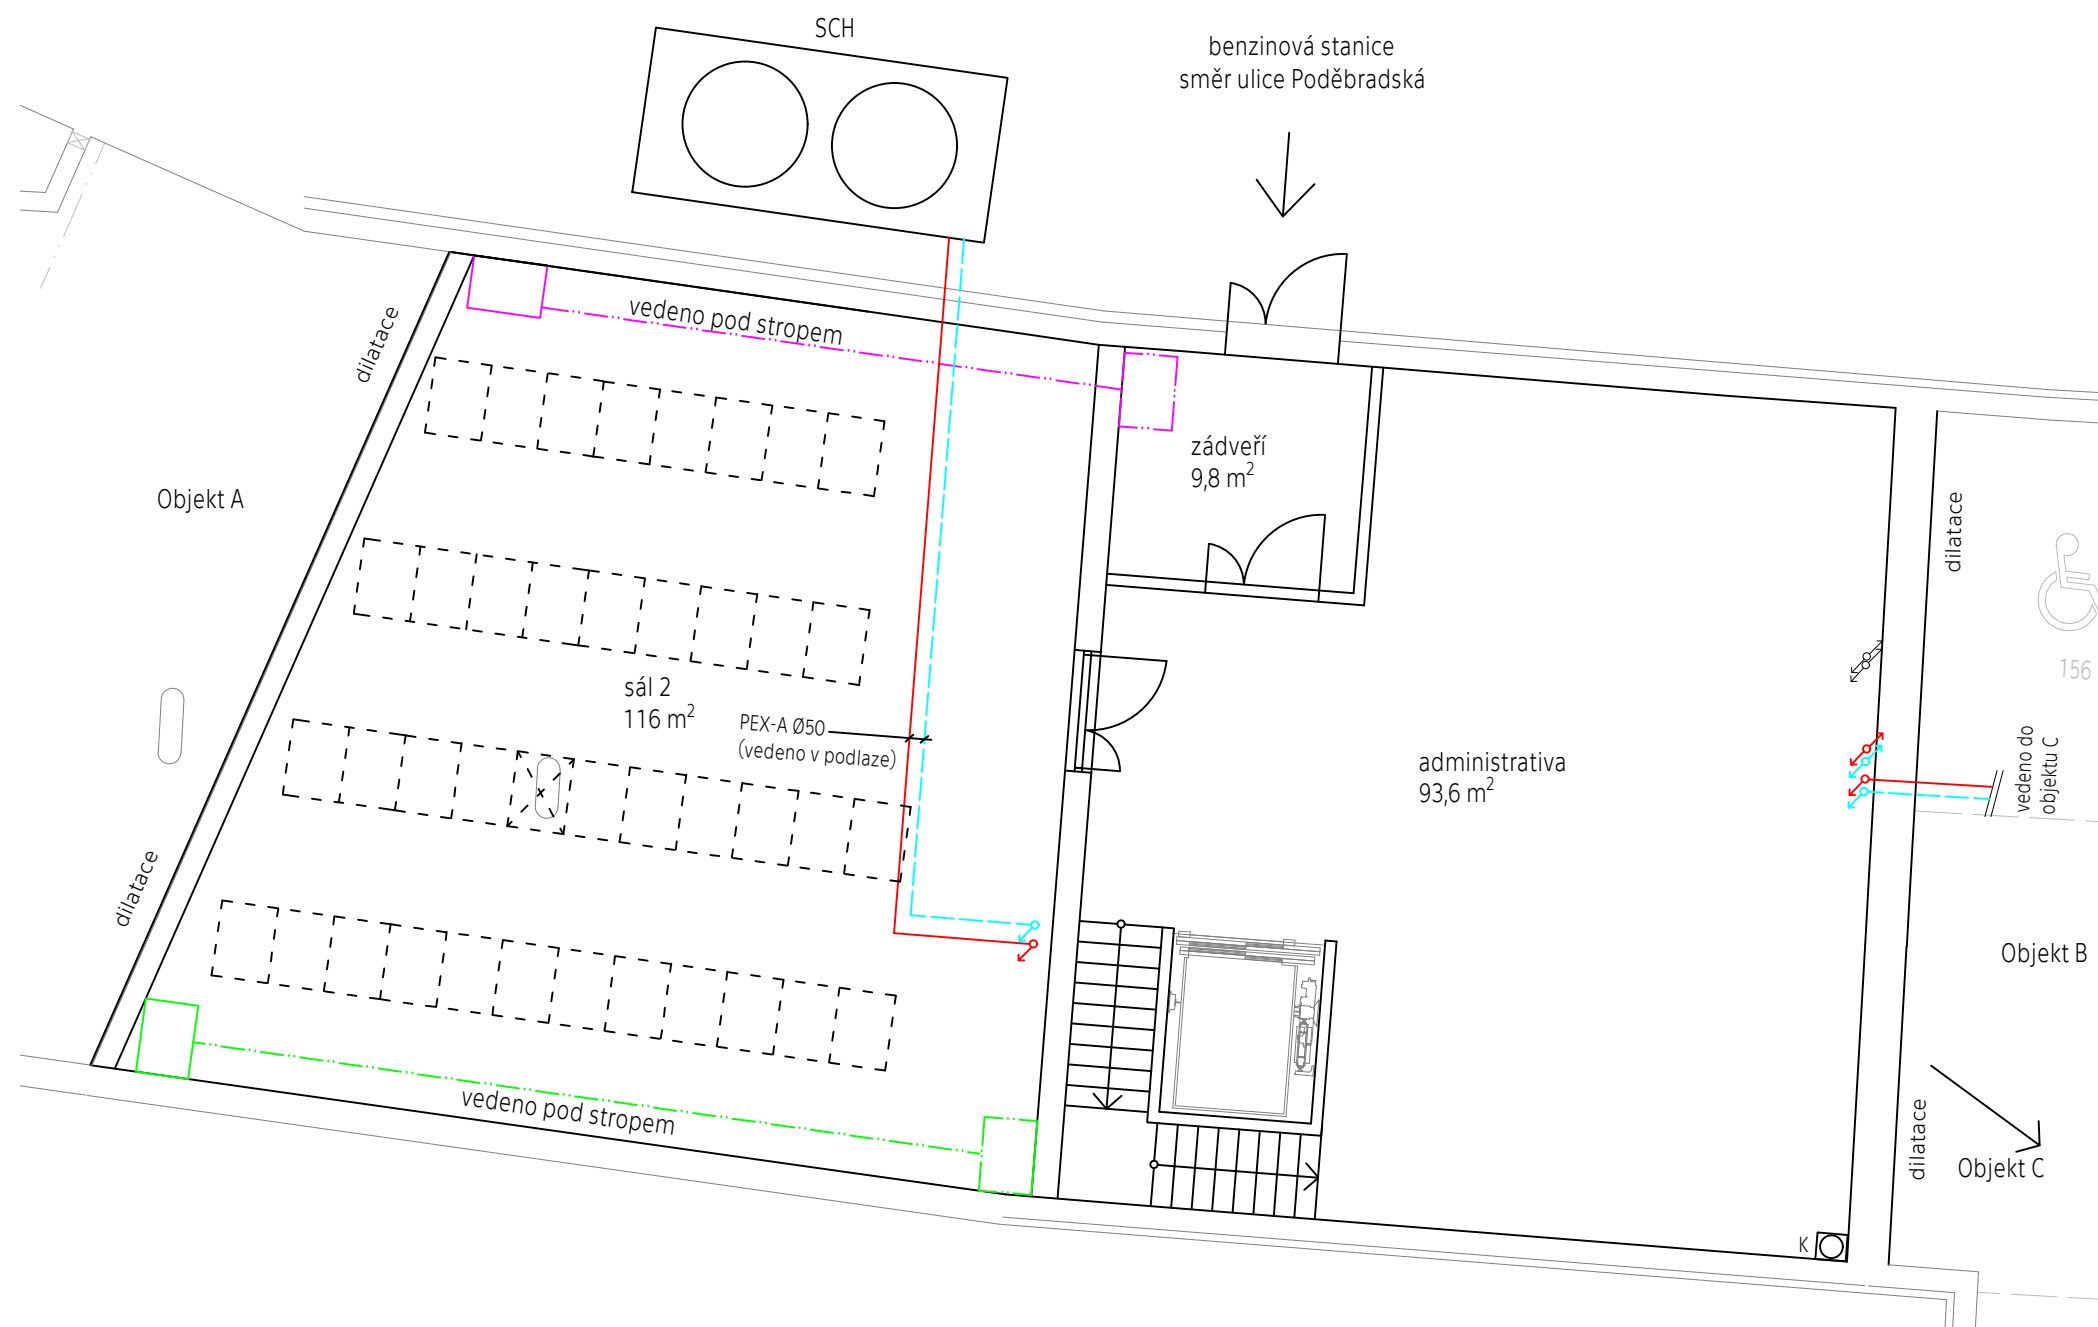 SCH
benzinová stanice
směr ulice Poděbradská
vedeno pod stropem
dilatace
zádveří
9,8 m²
Objekt A
dilatace
sál 2
116 m²
PEX-A Ø50
(vedeno v podlaze)
administrativa
93,6 m²
156
vedeno do
objektu C
dilatace
Objekt B
vedeno pod stropem
dilatace
Objekt C
K